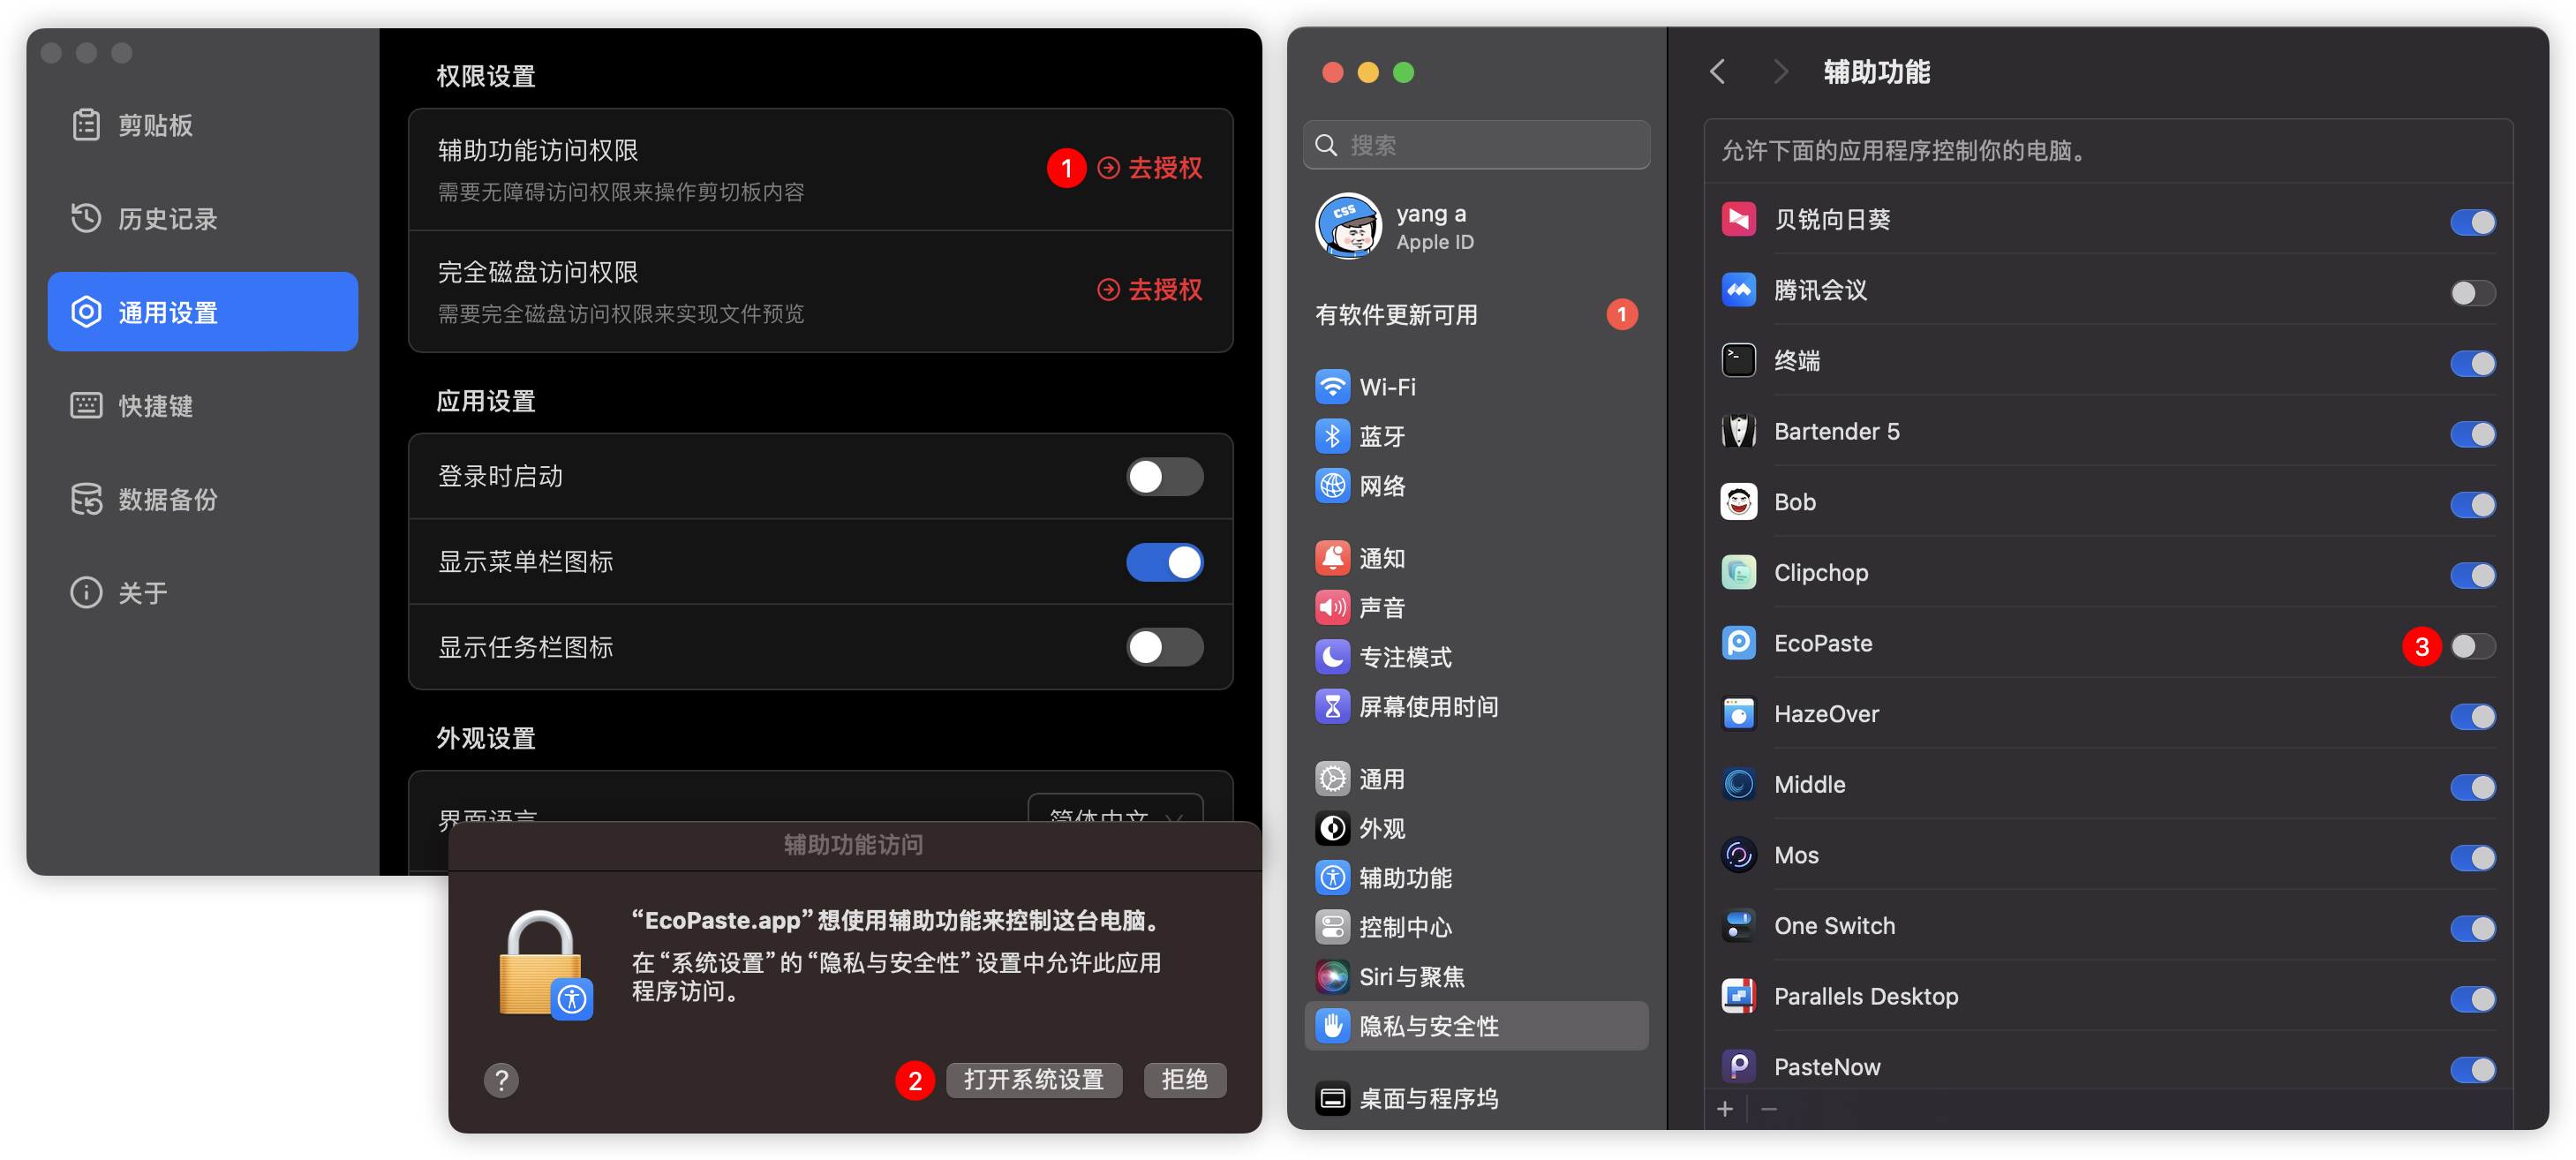 剪贴板
历史记录
通用设置
快捷键
数据备份
关于
权限设置
辅助功能访问权限
需要无障碍访问权限来操作剪切板内容
1
去授权
完全磁盘访问权限
需要完全磁盘访问权限来实现文件预览
去授权
应用设置
登录时启动
显示菜单栏图标
显示任务栏图标
外观设置
界面语言
简体中文
辅助功能访问
“EcoPaste.app”想使用辅助功能来控制这台电脑。
在“系统设置”的“隐私与安全性”设置中允许此应用
程序访问。
?
2
打开系统设置
拒绝
搜索
CSS
yang a
Apple ID
有软件更新可用
1
Wi-Fi
蓝牙
网络
通知
声音
专注模式
屏幕使用时间
通用
外观
辅助功能
控制中心
Siri与聚焦
隐私与安全性
桌面与程序坞
辅助功能
允许下面的应用程序控制你的电脑。
贝锐向日葵
腾讯会议
终端
Bartender 5
Bob
Clipchop
EcoPaste
3
HazeOver
Middle
Mos
One Switch
Parallels Desktop
PasteNow